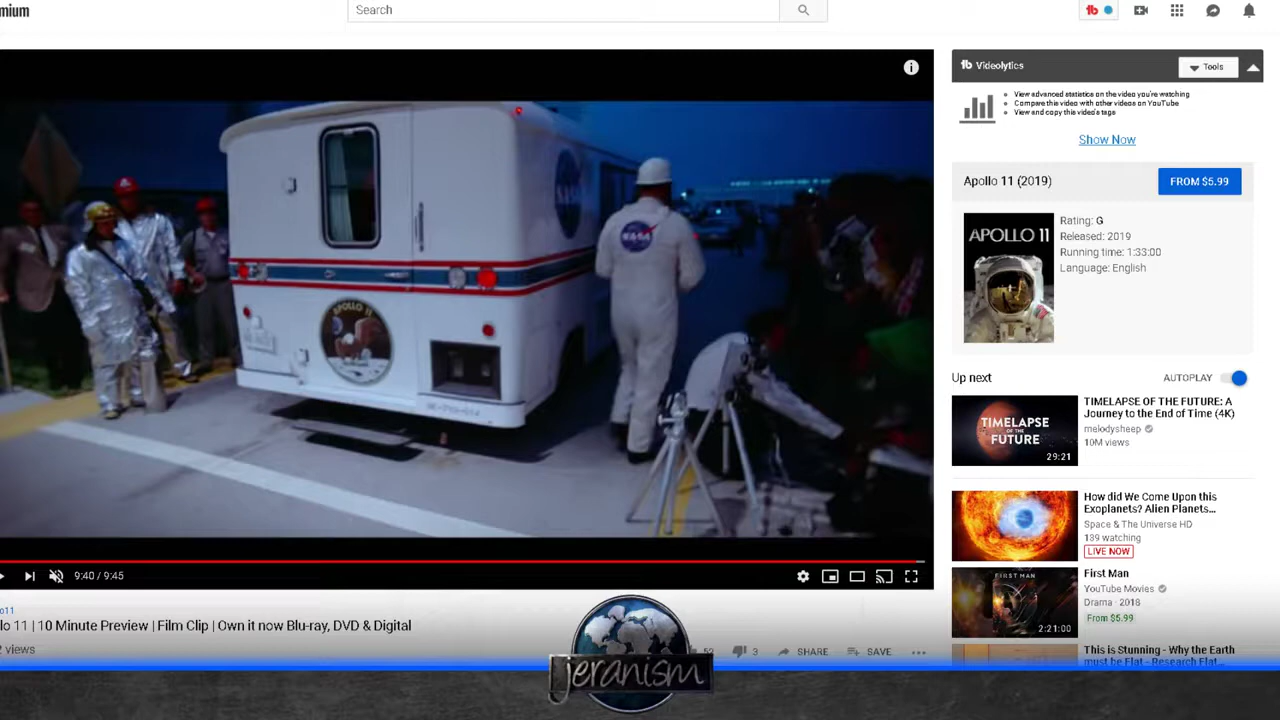 mium
Search
tb
tb Videolytics
Tools
View advanced statistics on the video you're watching
Compare this video with other videos on YouTube
View and copy this video's tags
Show Now
Apollo 11 (2019)
FROM $5.99
APOLLO 11
Rating: G
Released: 2019
Running time: 1:33:00
Language: English
NASA
APOLLO 11
Up next
AUTOPLAY
TIMELAPSE OF THE FUTURE
29:21
TIMELAPSE OF THE FUTURE: A
Journey to the End of Time (4K)
melodysheep
10M views
How did We Come Upon this
Exoplanets? Alien Planets...
Space & The Universe HD
139 watching
LIVE NOW
FIRST MAN
2:21:00
First Man
YouTube Movies
Drama · 2018
From $5.99
This is Stunning - Why the Earth
must be Flat - Research Flat...
9:40 / 9:45
o11
lo 11 | 10 Minute Preview | Film Clip | Own it now Blu-ray, DVD & Digital
views
3
SHARE
SAVE
jeranism